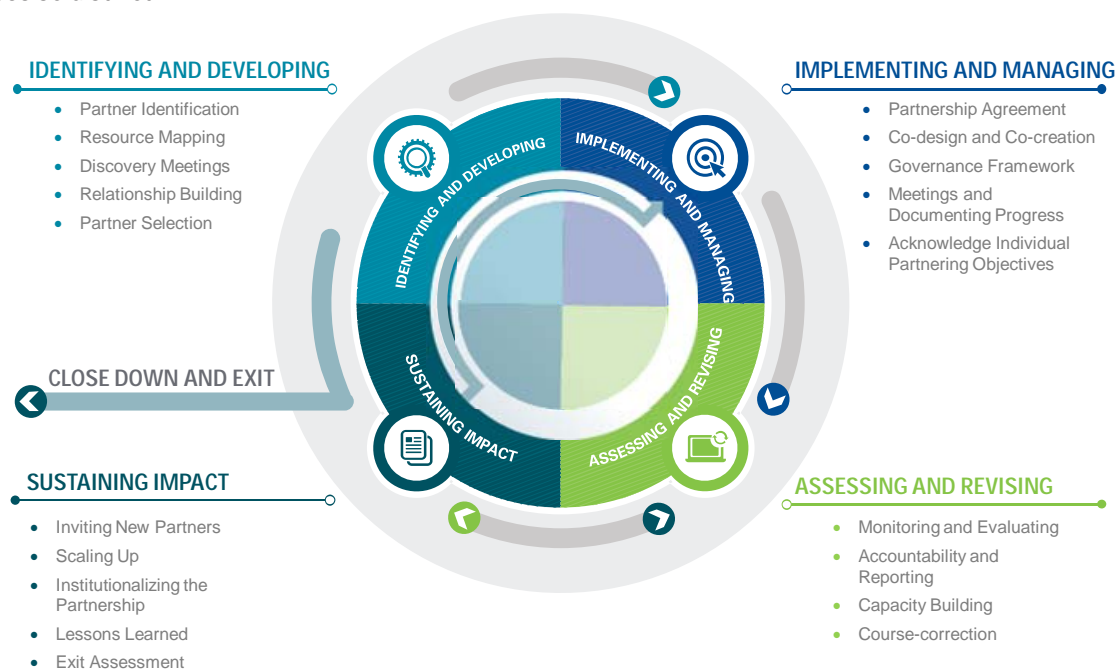 IDENTIFYING AND DEVELOPING
Partner Identification
Resource Mapping
Discovery Meetings
Relationship Building
Partner Selection
IMPLEMENTING AND MANAGING
Partnership Agreement
Co-design and Co-creation
Governance Framework
Meetings and
Documenting Progress
Acknowledge Individual
Partnering Objectives
IDENTIFYING AND DEVELOPING
IMPLEMENTING AND MANAGING
SUSTAINING IMPACT
ASSESSING AND REVISING
CLOSE DOWN AND EXIT
SUSTAINING IMPACT
Inviting New Partners
Scaling Up
Institutionalizing the
Partnership
Lessons Learned
Exit Assessment
ASSESSING AND REVISING
Monitoring and Evaluating
Accountability and
Reporting
Capacity Building
Course-correction